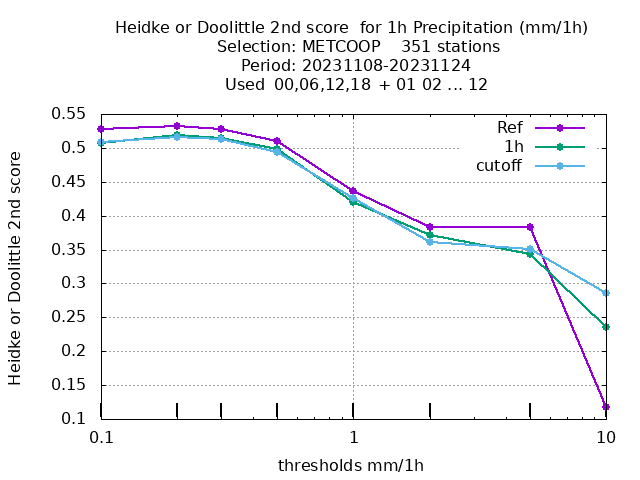 Heidke or Doolittle 2nd score  for 1h Precipitation (mm/1h)
Selection: METCOOP    351 stations
Period: 20231108-20231124
Used  00,06,12,18  + 01 02 ... 12
Ref
1h
cutoff
Heidke or Doolittle 2nd score
0.55
0.5
0.45
0.4
0.35
0.3
0.25
0.2
0.15
0.1
0.1 1 10
thresholds mm/1h